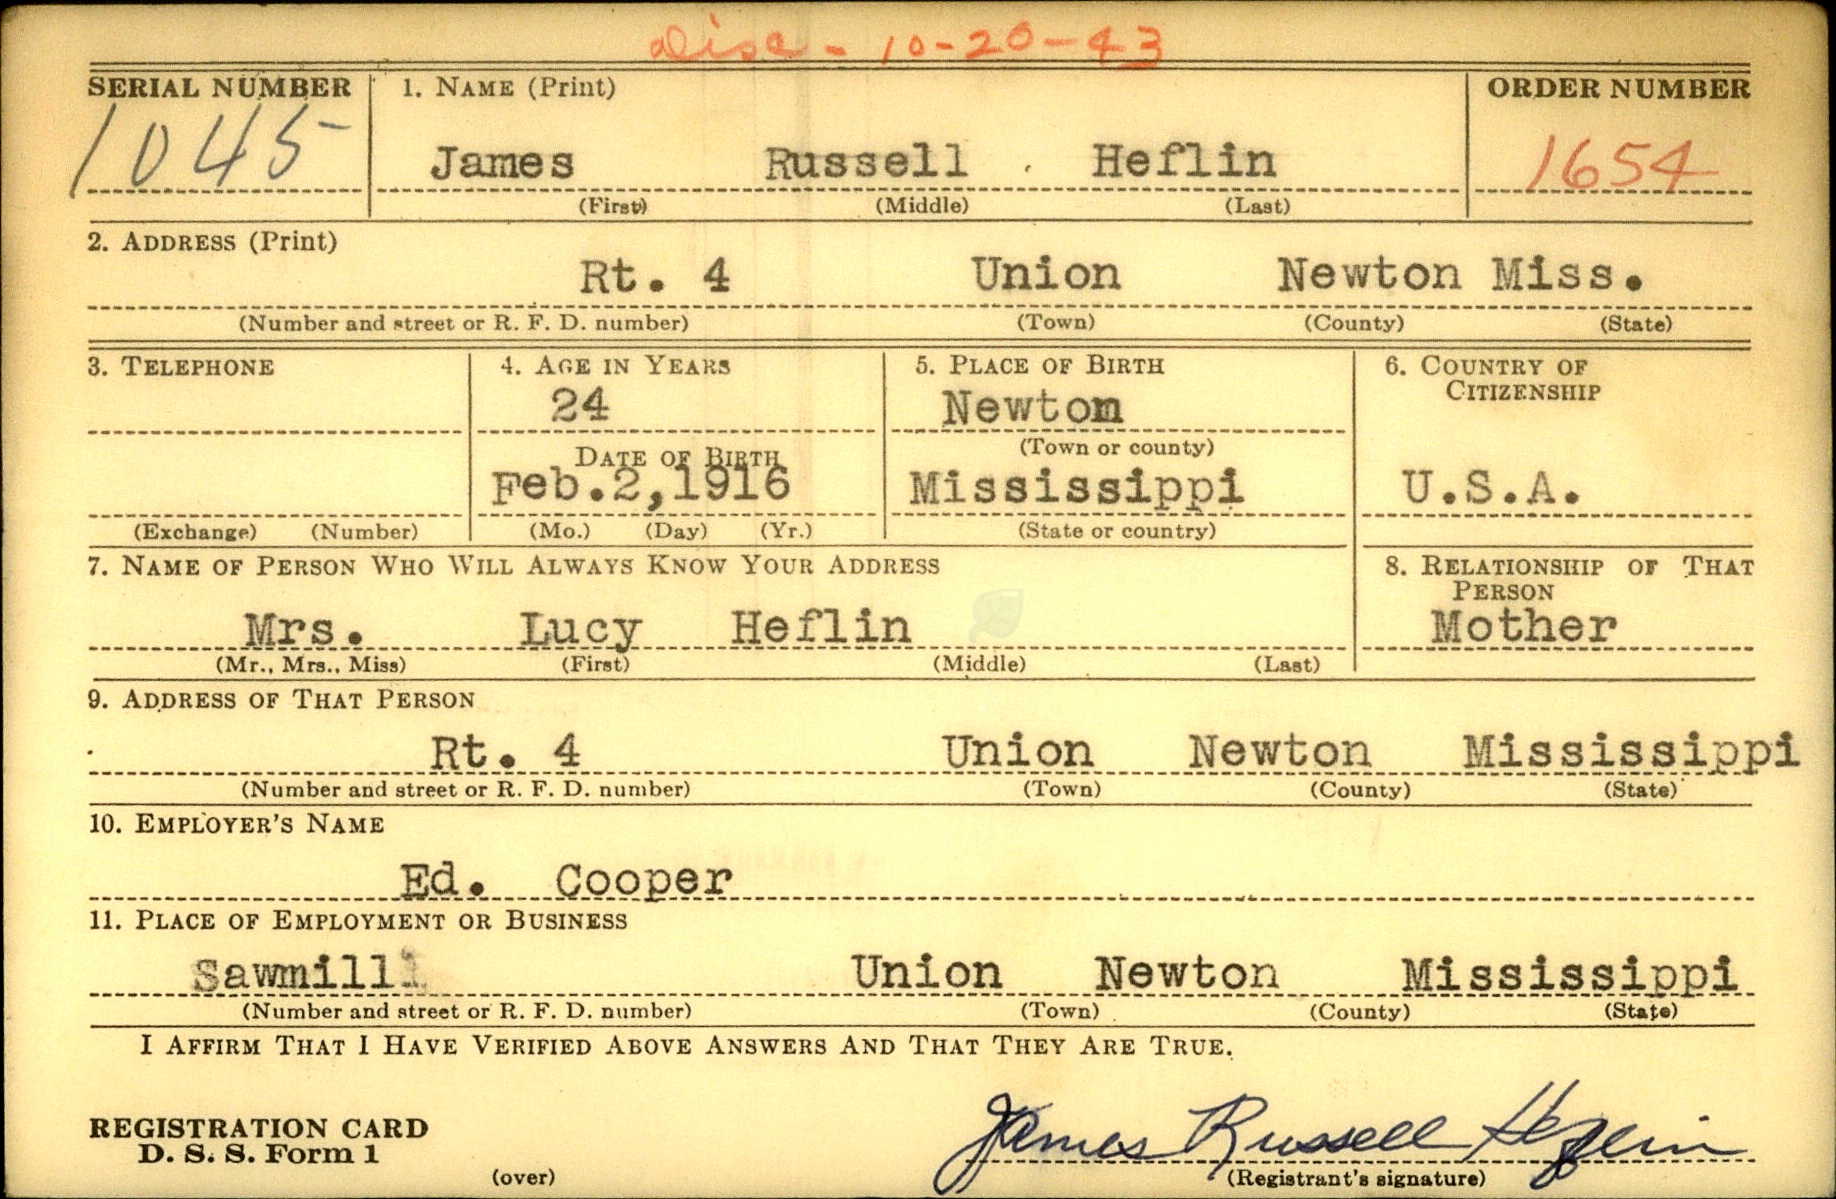 Disc - 10-20-43
SERIAL NUMBER 1. NAME (Print) ORDER NUMBER
1045 James Russell Heflin 1654
(First) (Middle) (Last)
2. ADDRESS (Print)
Rt. 4 Union Newton Miss.
(Number and street or R. F. D. number) (Town) (County) (State)
3. TELEPHONE 4. AGE IN YEARS 5. PLACE OF BIRTH 6. COUNTRY OF
CITIZENSHIP
24 Newton
(Town or county)
DATE OF BIRTH
Feb.2,1916 Mississippi U.S.A.
(Exchange) (Number) (Mo.) (Day) (Yr.) (State or country)
7. NAME OF PERSON WHO WILL ALWAYS KNOW YOUR ADDRESS 8. RELATIONSHIP OF THAT
PERSON
Mrs. Lucy Heflin Mother
(Mr., Mrs., Miss) (First) (Middle) (Last)
9. ADDRESS OF THAT PERSON
Rt. 4 Union Newton Mississippi
(Number and street or R. F. D. number) (Town) (County) (State)
10. EMPLOYER'S NAME
Ed. Cooper
11. PLACE OF EMPLOYMENT OR BUSINESS
Sawmill Union Newton Mississippi
(Number and street or R. F. D. number) (Town) (County) (State)
I AFFIRM THAT I HAVE VERIFIED ABOVE ANSWERS AND THAT THEY ARE TRUE.
REGISTRATION CARD James Russell Heflin
D. S. S. Form 1
(over) (Registrant's signature)